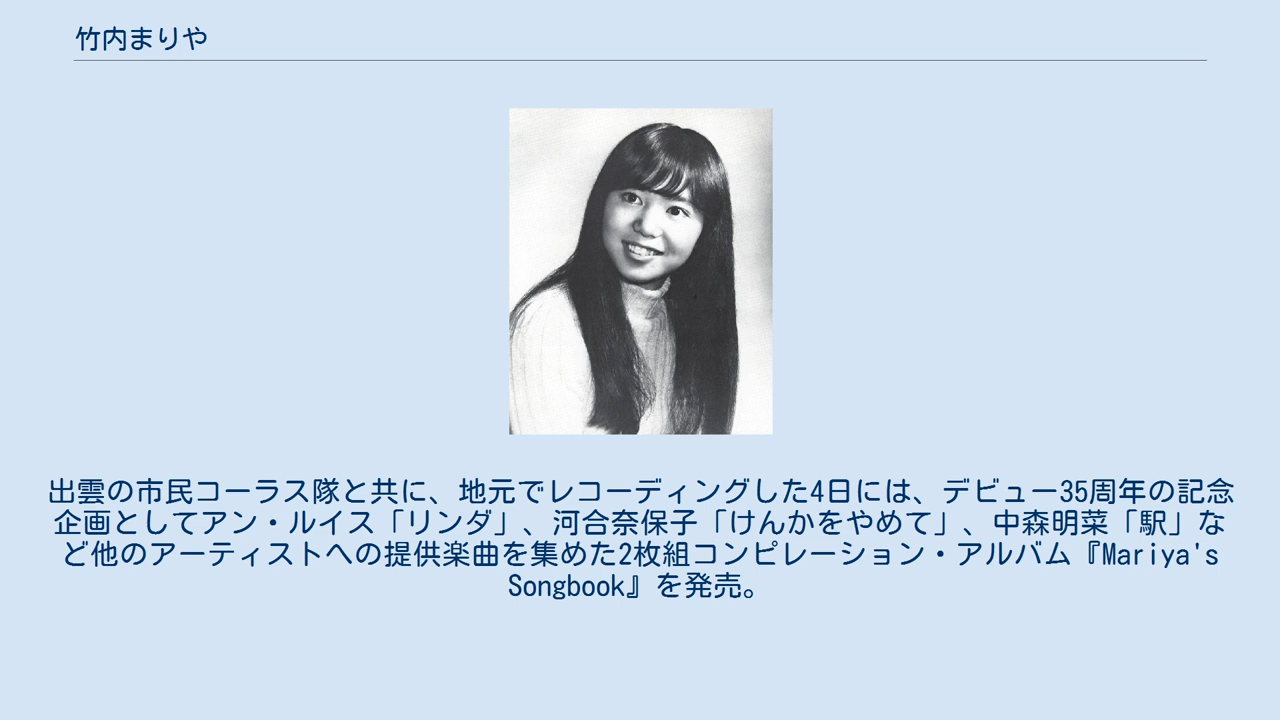 竹内まりや
出雲の市民コーラス隊と共に、地元でレコーディングした4日には、デビュー35周年の記念
企画としてアン・ルイス「リンダ」、河合奈保子「けんかをやめて」、中森明菜「駅」な
ど他のアーティストへの提供楽曲を集めた2枚組コンピレーション・アルバム『Mariya's
Songbook』を発売。